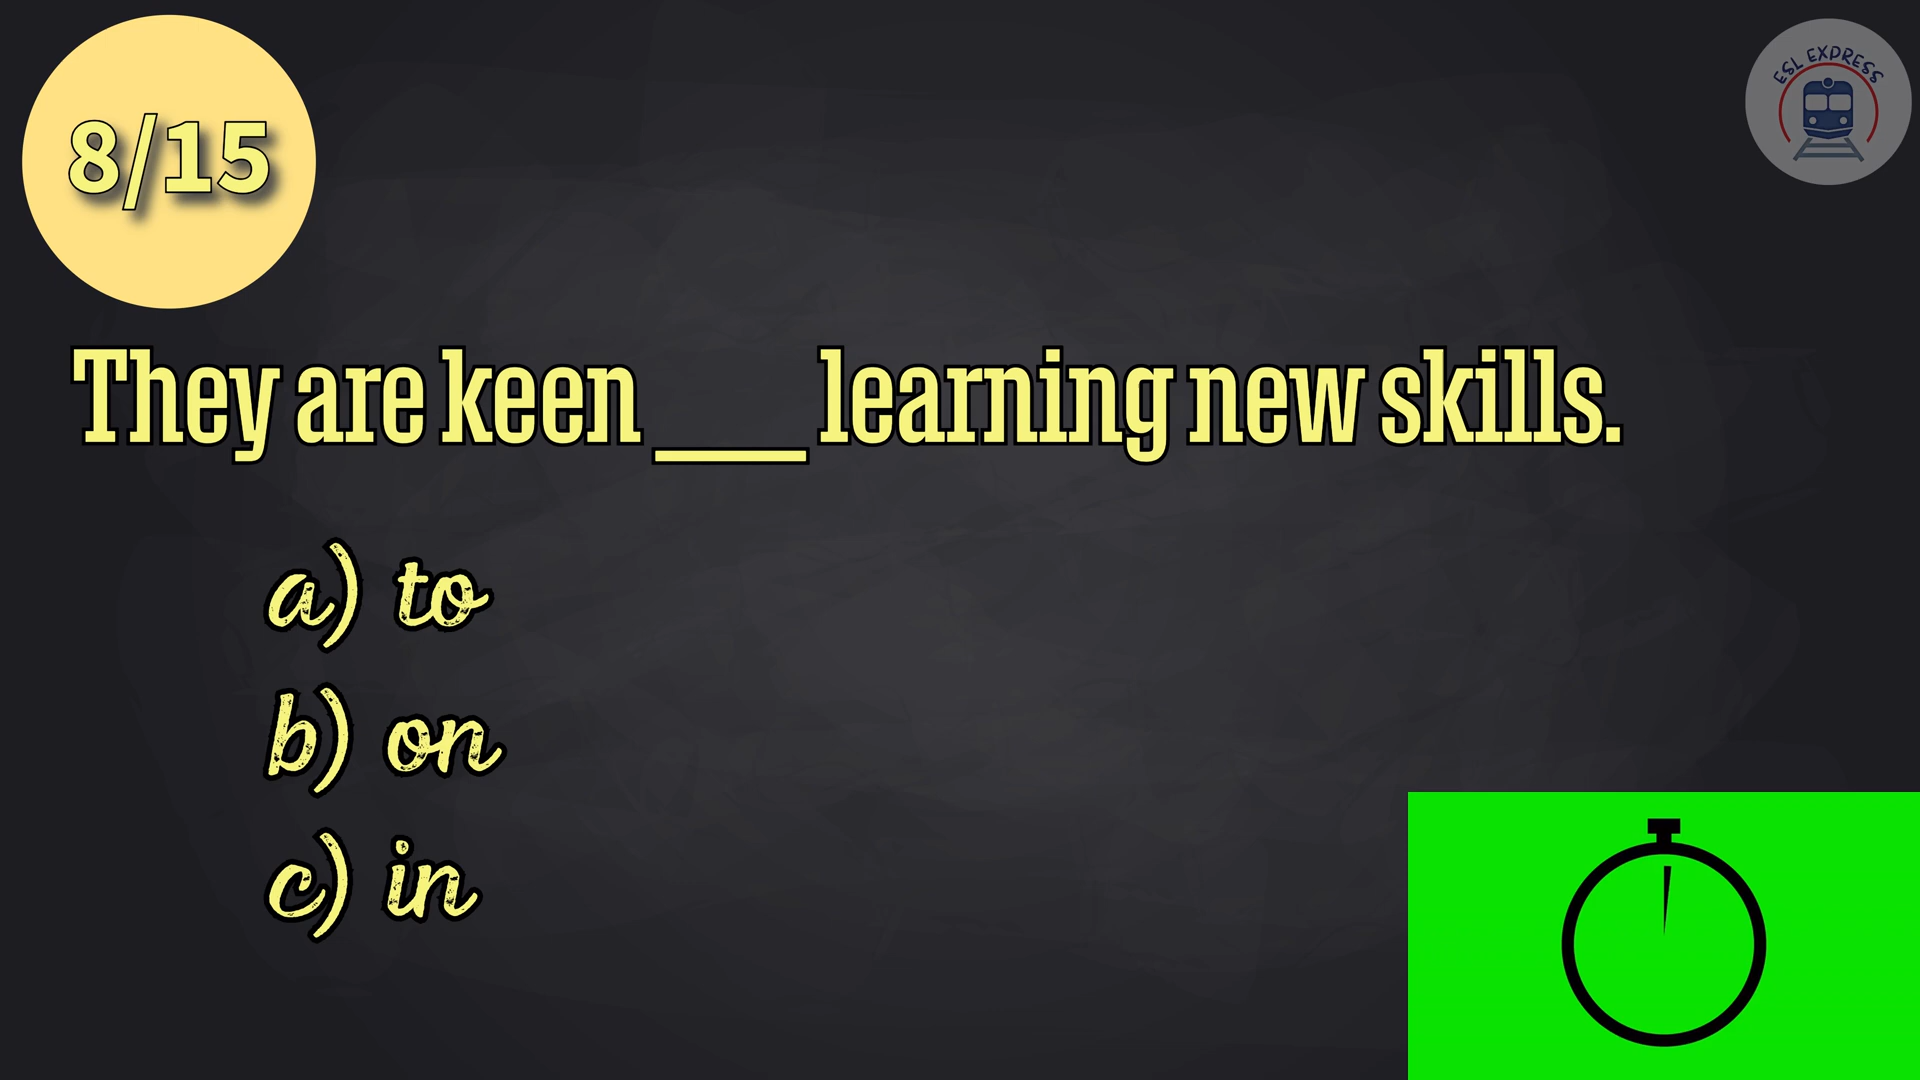 8/15
ESL EXPRESS
They are keen ___ learning new skills.
a) to
b) on
c) in